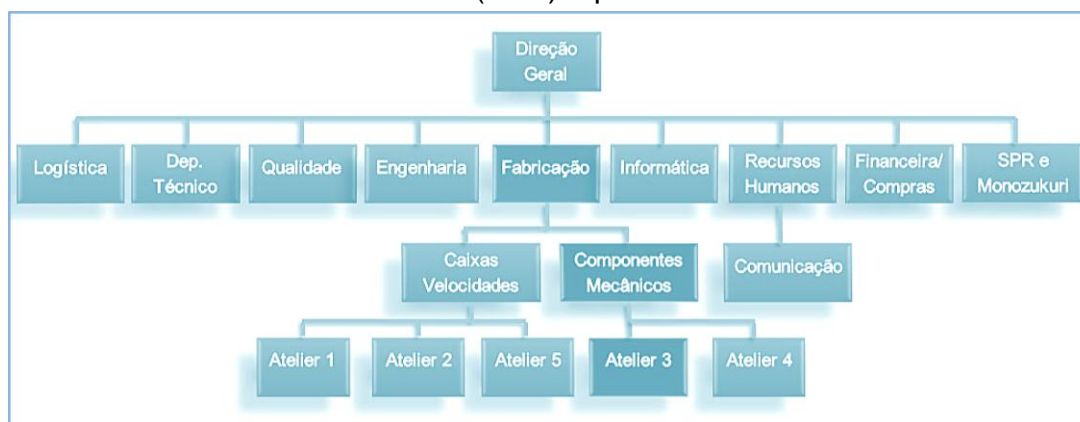 Direção
Geral
Logística
Dep.
Técnico
Qualidade
Engenharia
Fabricação
Informática
Recursos
Humanos
Financeira/
Compras
SPR e
Monozukuri
Caixas
Velocidades
Componentes
Mecânicos
Comunicação
Atelier 1
Atelier 2
Atelier 5
Atelier 3
Atelier 4